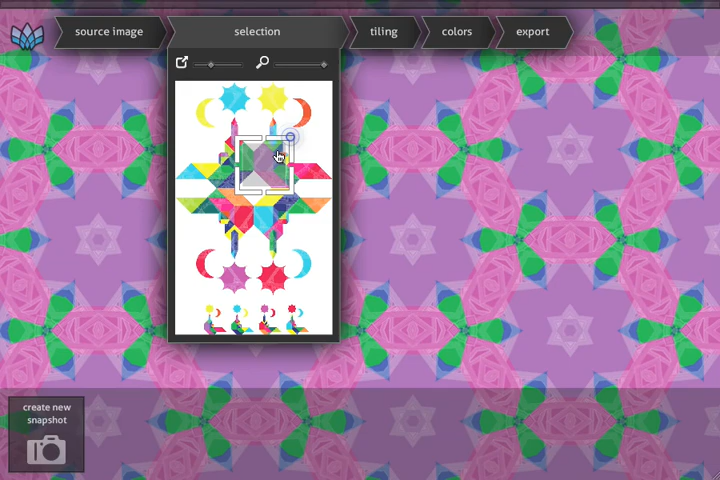 source image
selection
tiling
colors
export
create new
snapshot